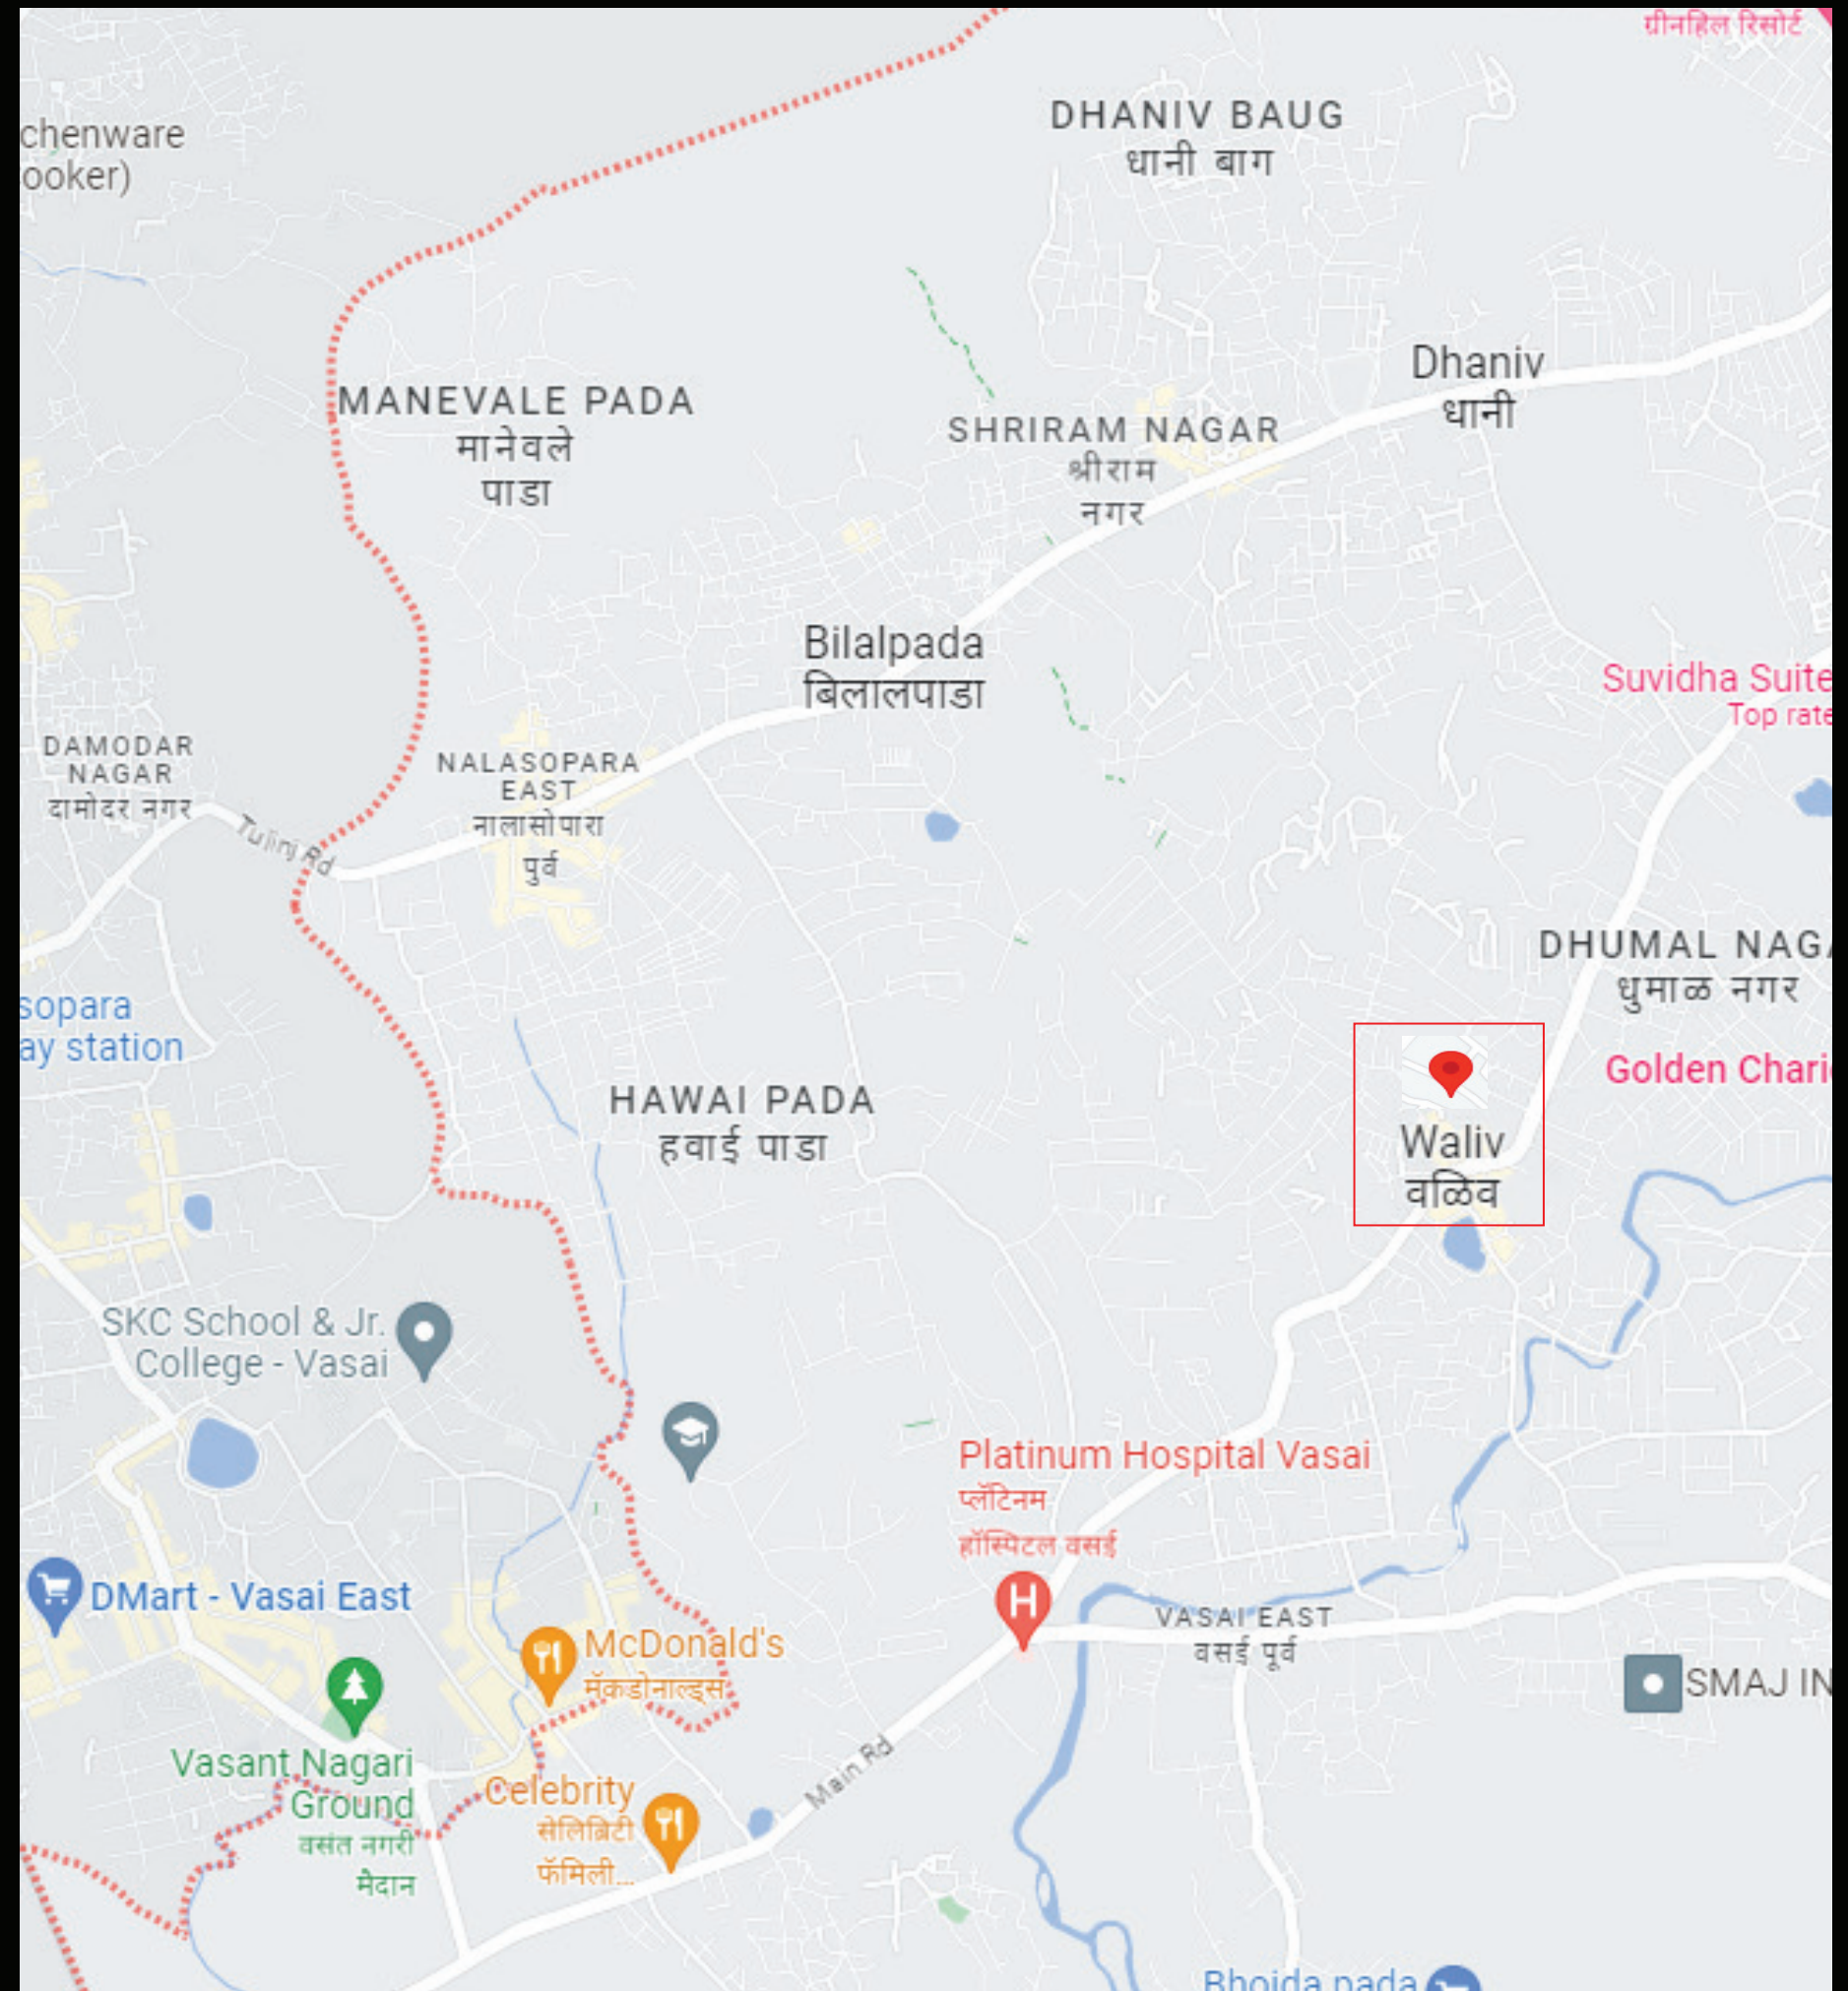 ग्रीनहिल रिसोर्ट
DHANIV BAUG
धानी बाग
chenware
ooker)
Dhaniv
धानी
MANEVALE PADA
मानेवले
पाडा
SHRIRAM NAGAR
श्रीराम
नगर
Bilalpada
बिलालपाडा
Suvidha Suite
Top rate
DAMODAR
NAGAR
दामोदर नगर
NALASOPARA
EAST
नालासोपारा
पुर्व
Tulinj Rd
DHUMAL NAGA
धुमाळ नगर
sopara
ay station
Golden Chari
HAWAI PADA
हवाई पाडा
Waliv
वळिव
SKC School & Jr.
College - Vasai
Platinum Hospital Vasai
प्लॅटिनम
हॉस्पिटल वसई
H
DMart - Vasai East
VASAI EAST
वसई पूर्व
McDonald's
मॅकडोनाल्ड्स
SMAJ IN
Vasant Nagari
Ground
वसंत नगरी
मैदान
Main Rd
Celebrity
सेलिब्रिटी
फॅमिली...
Bhoida pada